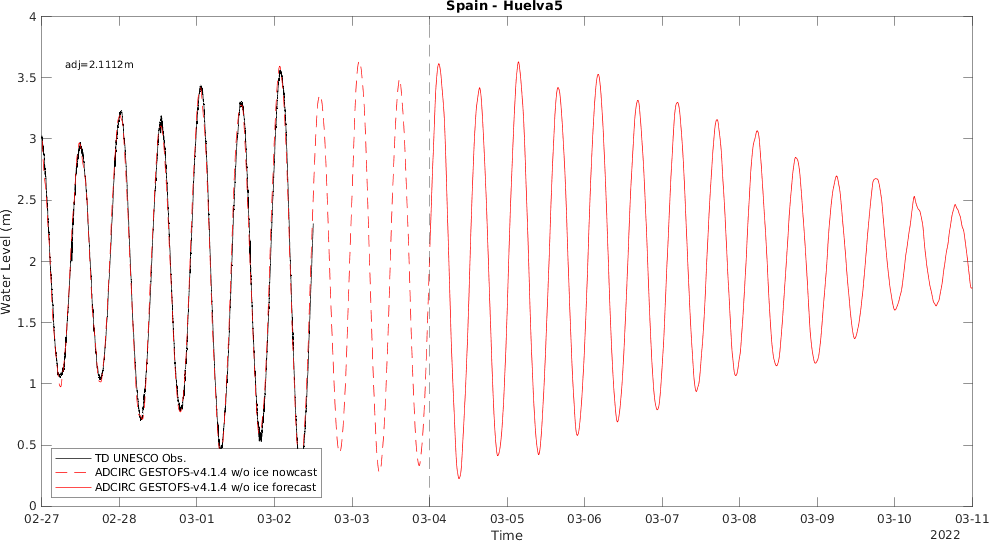 Spain - Huelva5
4
adj=2.1112m
3.5
3
2.5
2
Water Level (m)
1.5
1
0.5
0
TD UNESCO Obs.
ADCIRC GESTOFS-v4.1.4 w/o ice nowcast
ADCIRC GESTOFS-v4.1.4 w/o ice forecast
02-27 02-28 03-01 03-02 03-03 03-04 03-05 03-06 03-07 03-08 03-09 03-10 03-11
Time
2022